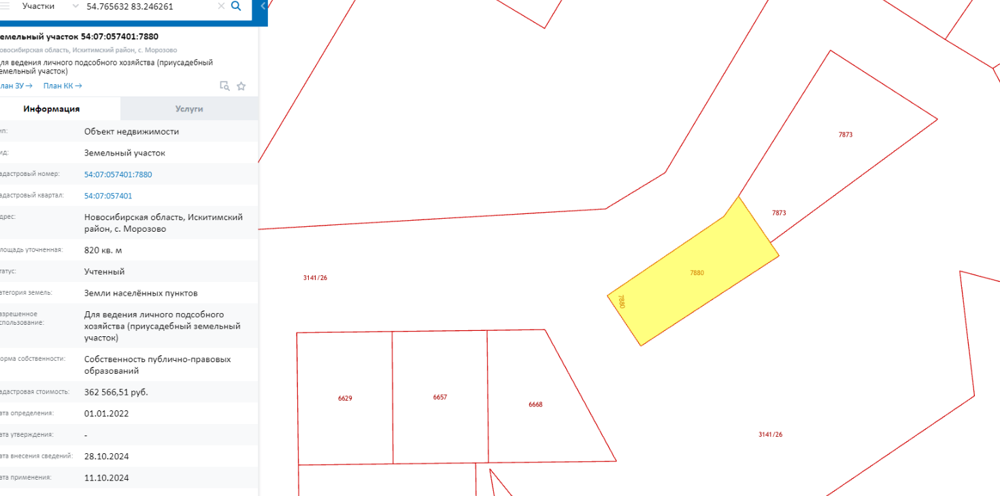 Участки 54.765632 83.246261
емельный участок 54:07:057401:7880
овосибирская область, Искитимский район, с. Морозово
ля ведения личного подсобного хозяйства (приусадебный
емельный участок)
лан ЗУ → План КК →
Информация Услуги
ип: Объект недвижимости
ид: Земельный участок
адастровый номер: 54:07:057401:7880
адастровый квартал: 54:07:057401
дрес: Новосибирская область, Искитимский
район, с. Морозово
лощадь уточненная: 820 кв. м
татус: Учтенный
атегория земель: Земли населённых пунктов
азрешенное
спользование:
Для ведения личного подсобного
хозяйства (приусадебный земельный
участок)
орма собственности: Собственность публично-правовых
образований
адастровая стоимость: 362 566,51 руб.
ата определения: 01.01.2022
ата утверждения: -
ата внесения сведений: 28.10.2024
ата применения: 11.10.2024
7873
7873
7880
7880
3141/26
6629
6657
6668
3141/26